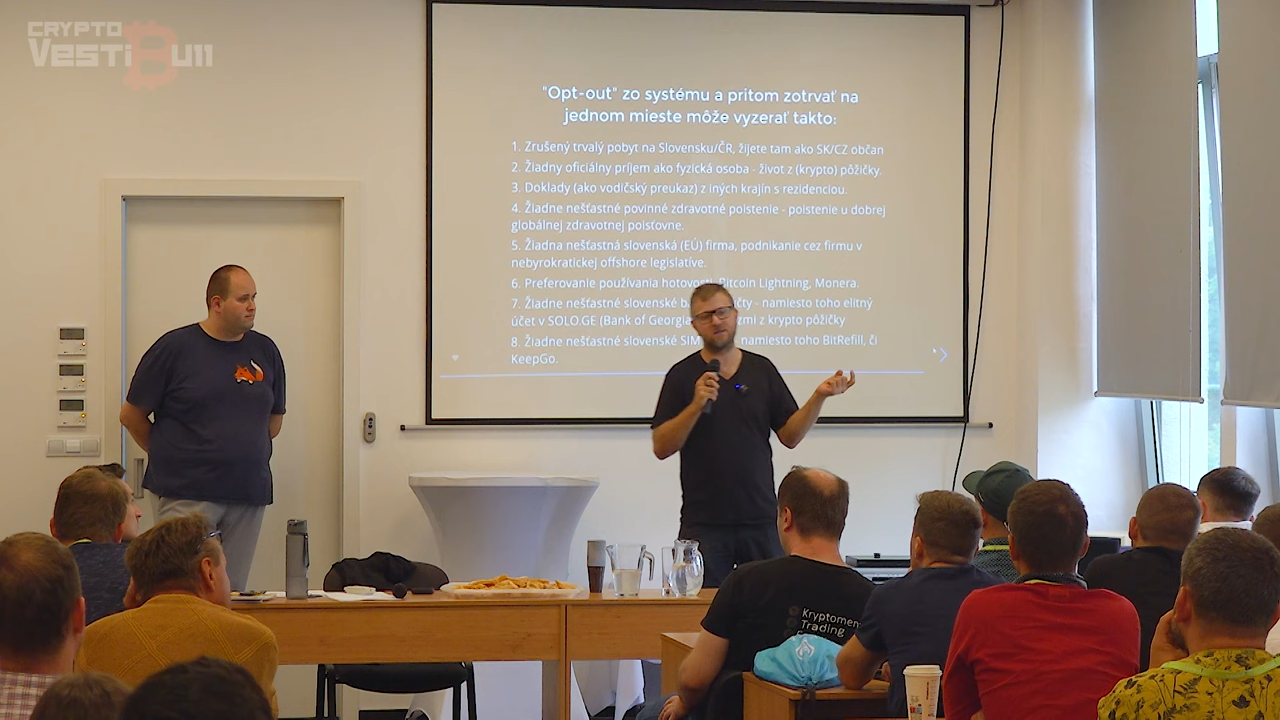 CRYPTO
VESTIBULL
"Opt-out" zo systému a pritom zotrvať na
jednom mieste môže vyzerať takto:
1. Zrušený trvalý pobyt na Slovensku/ČR, žijete tam ako SK/CZ občan
2. Žiadny oficiálny príjem ako fyzická osoba - život z (krypto) pôžičky.
3. Doklady (ako vodičský preukaz) z iných krajín s rezidenciou.
4. Žiadne nešťastné povinné zdravotné poistenie - poistenie u dobrej
globálnej zdravotnej poisťovne.
5. Žiadna nešťastná slovenská (EÚ) firma, podnikanie cez firmu v
nebyrokratickej offshore legislatíve.
6. Preferovanie používania hotovosti, Bitcoin Lightning, Monera.
7. Žiadne nešťastné slovenské - namiesto toho elitný
účet v SOLO.GE (Bank of Georgia z krypto pôžičky
8. Žiadne nešťastné slovenské SIM namiesto toho BitRefill, či
KeepGo.
Kryptomen
Trading